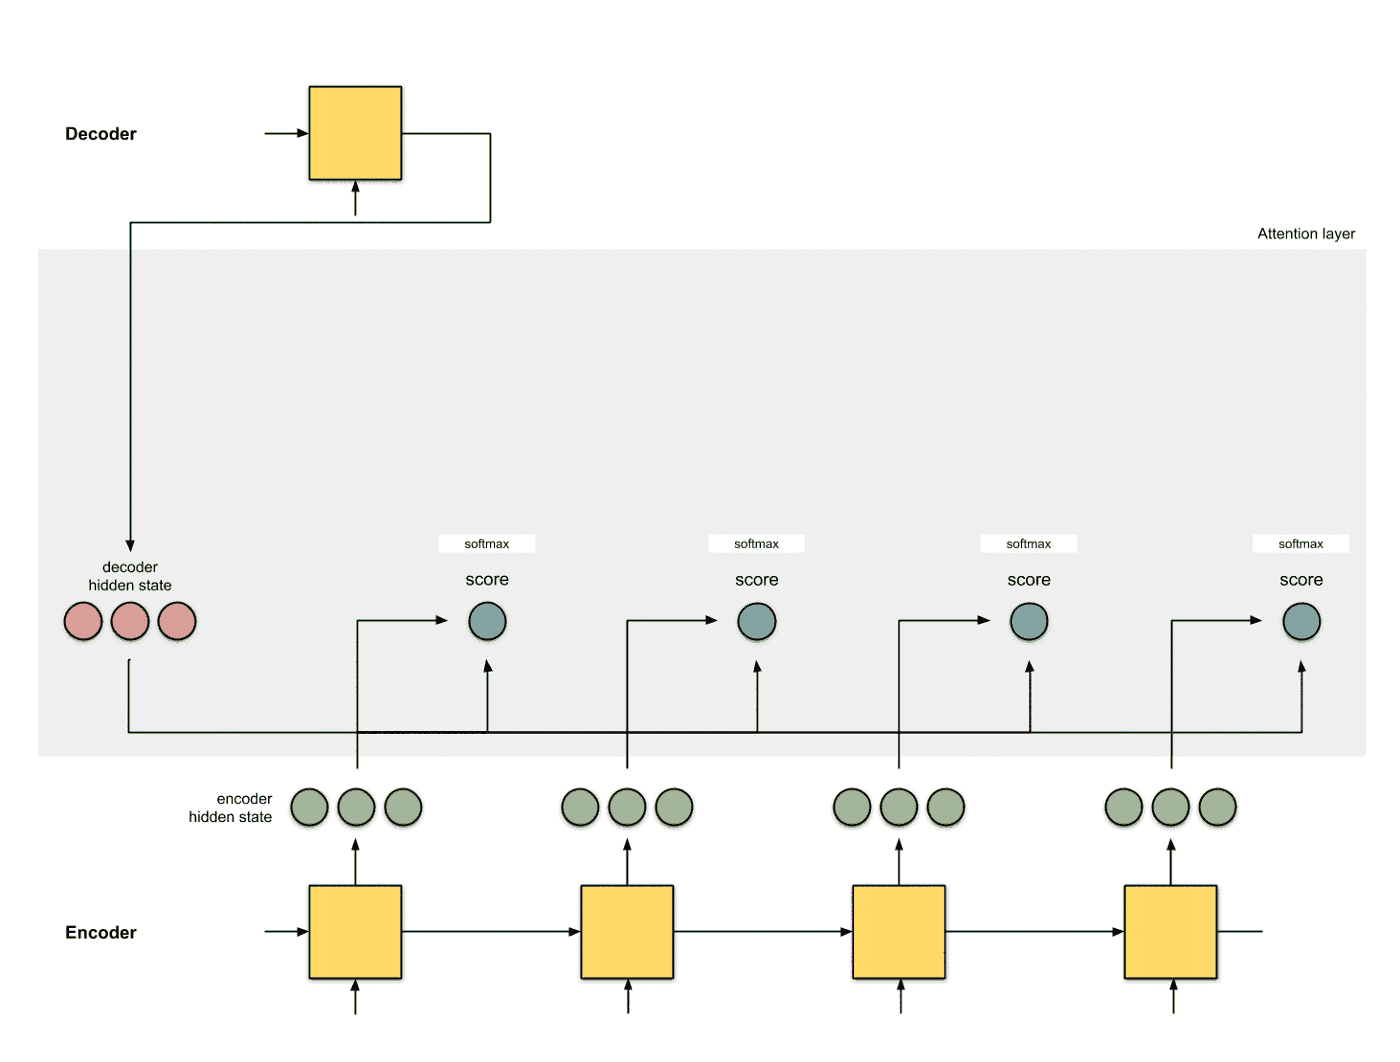 Decoder
Attention layer
softmax softmax softmax softmax
decoder
hidden state
score score score score
encoder
hidden state
Encoder